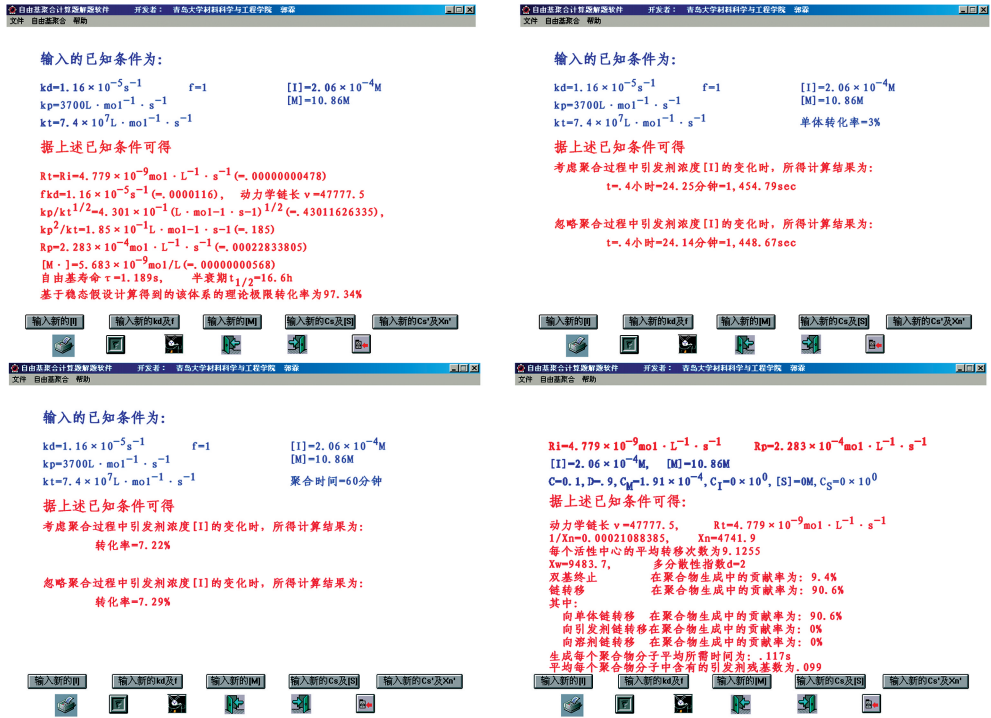 自由基聚合计算题解题软件 开发者： 青岛大学材料科学与工程学院 郭霖
文件 自由基聚合 帮助
输入的已知条件为：
kd=1.16×10⁻⁵s⁻¹ f=1 [I]=2.06×10⁻⁴M
kp=3700L·mol⁻¹·s⁻¹ [M]=10.86M
kt=7.4×10⁷L·mol⁻¹·s⁻¹
据上述已知条件可得
Rt=Ri=4.779×10⁻⁹mol·L⁻¹·s⁻¹(=.00000000478)
fkd=1.16×10⁻⁵s⁻¹(=.0000116), 动力学链长ν=47777.5
kp/kt¹ᐟ²=4.301×10⁻¹(L·mol-1·s-1)¹ᐟ²(=.43011626335),
kp²/kt=1.85×10⁻¹L·mol-1·s-1(=.185)
Rp=2.283×10⁻⁴mol·L⁻¹·s⁻¹(=.00022833805)
[M·]=5.683×10⁻⁹mol/L(=.00000000568)
自由基寿命τ=1.189s, 半衰期t1/2=16.6h
基于稳态假设计算得到的该体系的理论极限转化率为97.34%
输入新的[I] 输入新的kd及f 输入新的[M] 输入新的Cs及[S] 输入新的Cs'及Xn'
自由基聚合计算题解题软件 开发者： 青岛大学材料科学与工程学院 郭霖
文件 自由基聚合 帮助
输入的已知条件为：
kd=1.16×10⁻⁵s⁻¹ f=1 [I]=2.06×10⁻⁴M
kp=3700L·mol⁻¹·s⁻¹ [M]=10.86M
kt=7.4×10⁷L·mol⁻¹·s⁻¹ 单体转化率=3%
据上述已知条件可得
考虑聚合过程中引发剂浓度[I]的变化时，所得计算结果为：
t=.4小时=24.25分钟=1,454.79sec
忽略聚合过程中引发剂浓度[I]的变化时，所得计算结果为：
t=.4小时=24.14分钟=1,448.67sec
输入新的[I] 输入新的kd及f 输入新的[M] 输入新的Cs及[S] 输入新的Cs'及Xn'
自由基聚合计算题解题软件 开发者： 青岛大学材料科学与工程学院 郭霖
文件 自由基聚合 帮助
输入的已知条件为：
kd=1.16×10⁻⁵s⁻¹ f=1 [I]=2.06×10⁻⁴M
kp=3700L·mol⁻¹·s⁻¹ [M]=10.86M
kt=7.4×10⁷L·mol⁻¹·s⁻¹ 聚合时间=60分钟
据上述已知条件可得
考虑聚合过程中引发剂浓度[I]的变化时，所得计算结果为：
转化率=7.22%
忽略聚合过程中引发剂浓度[I]的变化时，所得计算结果为：
转化率=7.29%
输入新的[I] 输入新的kd及f 输入新的[M] 输入新的Cs及[S] 输入新的Cs'及Xn'
自由基聚合计算题解题软件 开发者： 青岛大学材料科学与工程学院 郭霖
文件 自由基聚合 帮助
Ri=4.779×10⁻⁹mol·L⁻¹·s⁻¹ Rp=2.283×10⁻⁴mol·L⁻¹·s⁻¹
[I]=2.06×10⁻⁴M, [M]=10.86M
C=0.1,D=.9,CM=1.91×10⁻⁴,CI=0×10⁰,[S]=0M,CS=0×10⁰
据上述已知条件可得：
动力学链长ν=47777.5, Rt=4.779×10⁻⁹mol·L⁻¹·s⁻¹
1/Xn=0.00021088385, Xn=4741.9
每个活性中心的平均转移次数为9.1255
Xw=9483.7, 多分散性指数d=2
双基终止 在聚合物生成中的贡献率为：9.4%
链转移 在聚合物生成中的贡献率为：90.6%
其中：
向单体链转移 在聚合物生成中的贡献率为：90.6%
向引发剂链转移在聚合物生成中的贡献率为：0%
向溶剂链转移 在聚合物生成中的贡献率为：0%
生成每个聚合物分子平均所需时间为：.117s
平均每个聚合物分子中含有的引发剂残基数为.099
输入新的[I] 输入新的kd及f 输入新的[M] 输入新的Cs及[S] 输入新的Cs'及Xn'